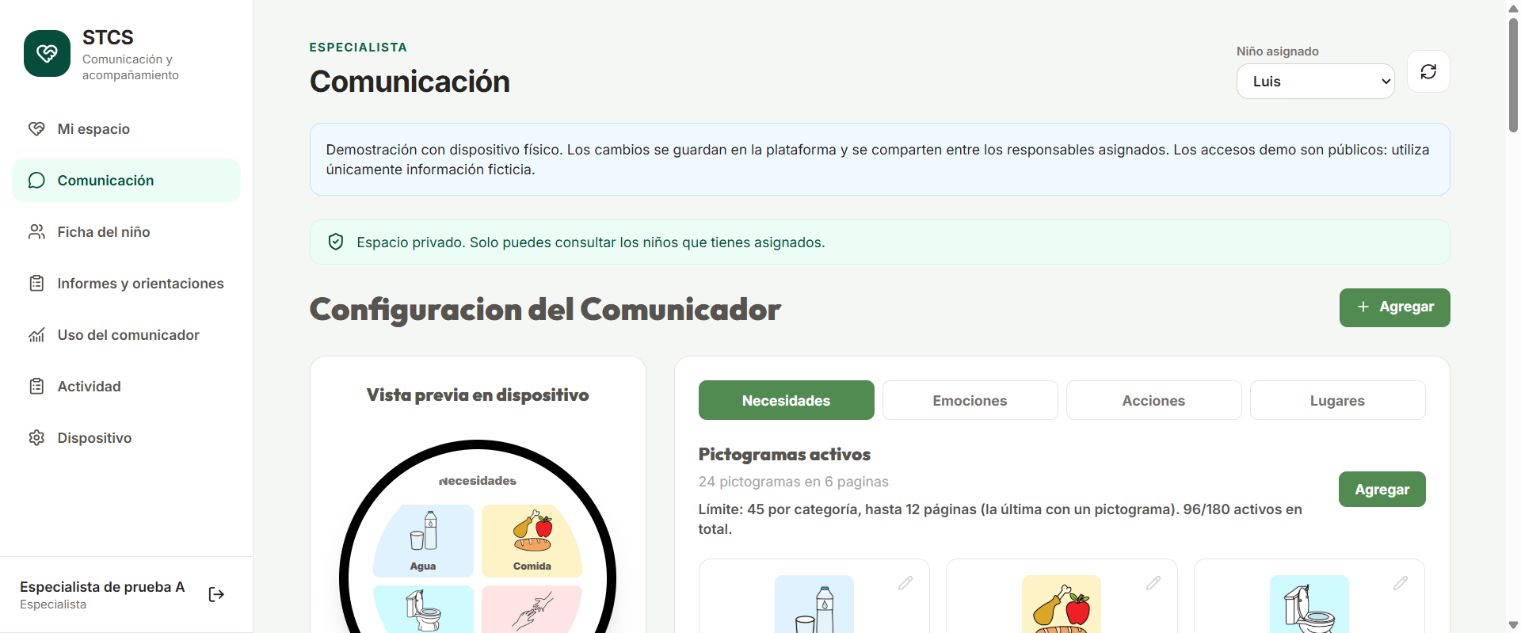 STCS
Comunicación y
acompañamiento
Mi espacio
Comunicación
Ficha del niño
Informes y orientaciones
Uso del comunicador
Actividad
Dispositivo
Especialista de prueba A
Especialista
ESPECIALISTA
Comunicación
Niño asignado
Luis
Demostración con dispositivo físico. Los cambios se guardan en la plataforma y se comparten entre los responsables asignados. Los accesos demo son públicos: utiliza
únicamente información ficticia.
Espacio privado. Solo puedes consultar los niños que tienes asignados.
Configuracion del Comunicador
+ Agregar
Vista previa en dispositivo
Necesidades
Agua
Comida
Necesidades
Emociones
Acciones
Lugares
Pictogramas activos
24 pictogramas en 6 paginas
Límite: 45 por categoría, hasta 12 páginas (la última con un pictograma). 96/180 activos en
total.
Agregar